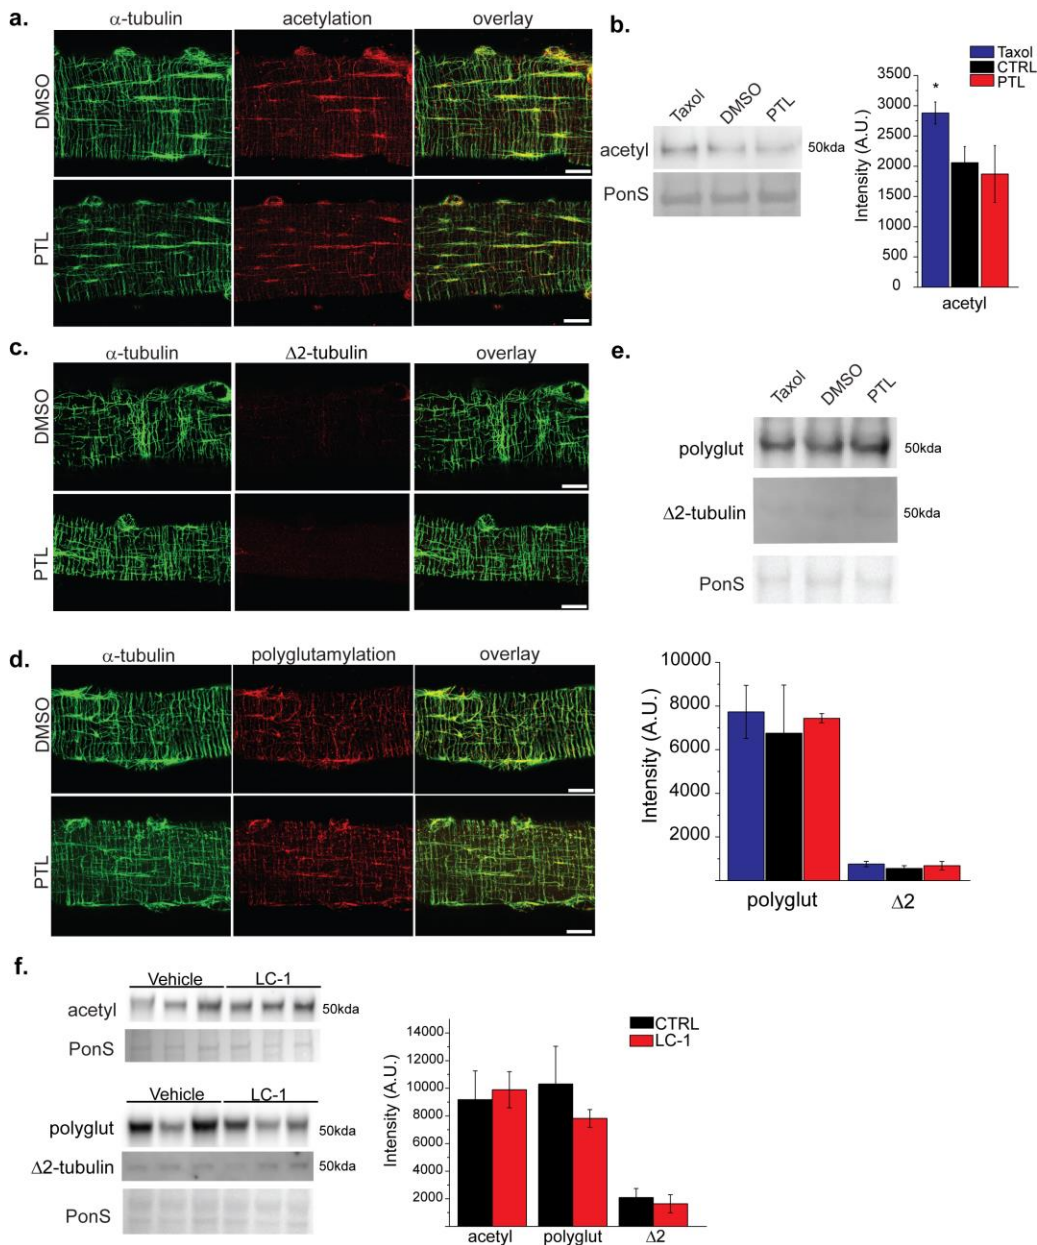 a.
α-tubulin acetylation overlay
DMSO
PTL
b.
Taxol DMSO PTL
acetyl 50kda
PonS
Taxol
CTRL
PTL
Intensity (A.U.)
3500
3000
2500
2000
1500
1000
500
0
*
acetyl
c.
α-tubulin Δ2-tubulin overlay
DMSO
PTL
e.
Taxol DMSO PTL
polyglut 50kda
Δ2-tubulin 50kda
PonS
d.
α-tubulin polyglutamylation overlay
DMSO
PTL
Intensity (A.U.)
10000
8000
6000
4000
2000
polyglut Δ2
f.
Vehicle LC-1
acetyl 50kda
PonS
Vehicle LC-1
polyglut 50kda
Δ2-tubulin 50kda
PonS
CTRL
LC-1
Intensity (A.U.)
14000
12000
10000
8000
6000
4000
2000
acetyl polyglut Δ2